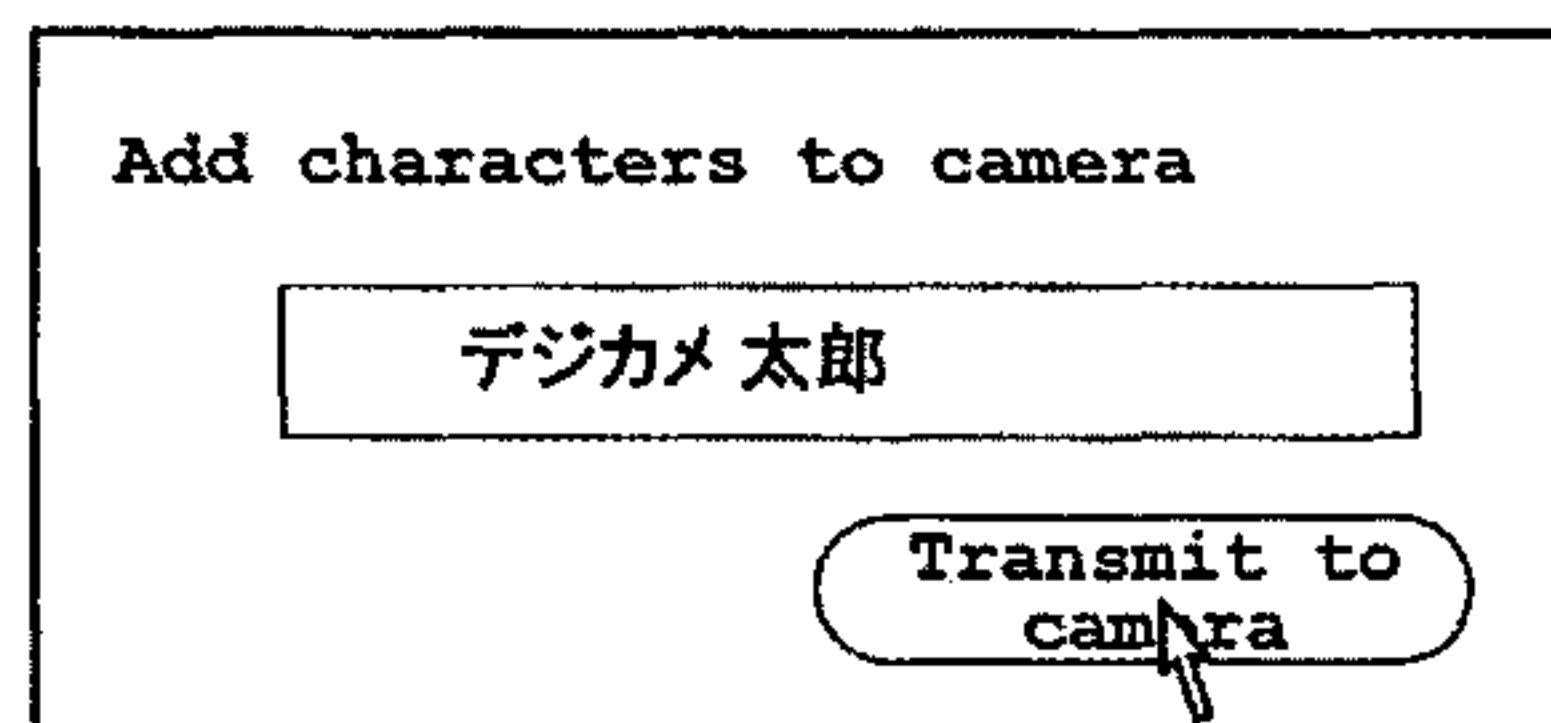 Add characters to camera
デジカメ 太郎
Transmit to
camera